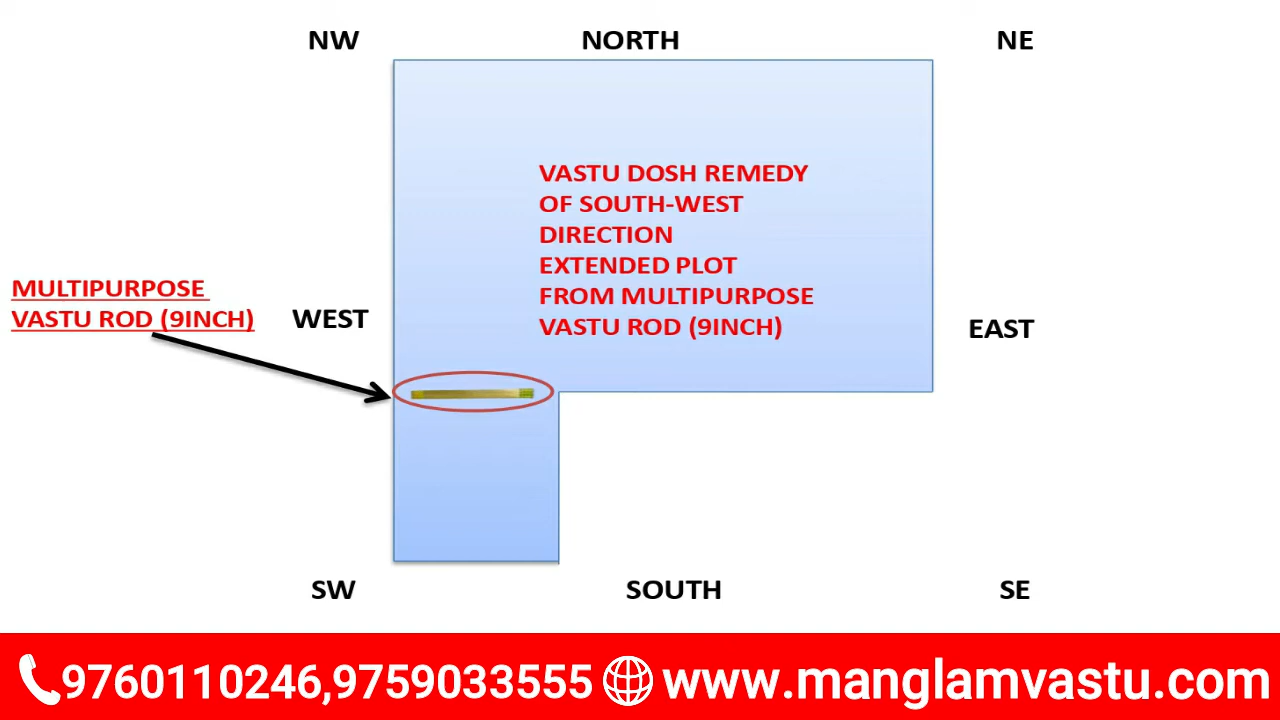 NW NORTH NE
VASTU DOSH REMEDY
OF SOUTH-WEST
DIRECTION
EXTENDED PLOT
FROM MULTIPURPOSE
VASTU ROD (9INCH)
MULTIPURPOSE
VASTU ROD (9INCH)
WEST
EAST
SW SOUTH SE
9760110246,9759033555 www.manglamvastu.com